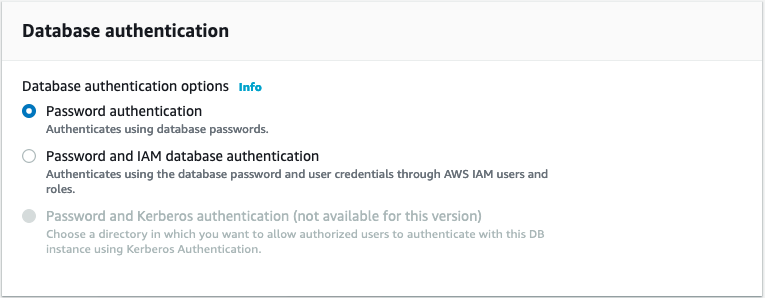 Database authentication
Database authentication options Info
Password authentication
Authenticates using database passwords.
Password and IAM database authentication
Authenticates using the database password and user credentials through AWS IAM users and
roles.
Password and Kerberos authentication (not available for this version)
Choose a directory in which you want to allow authorized users to authenticate with this DB
instance using Kerberos Authentication.